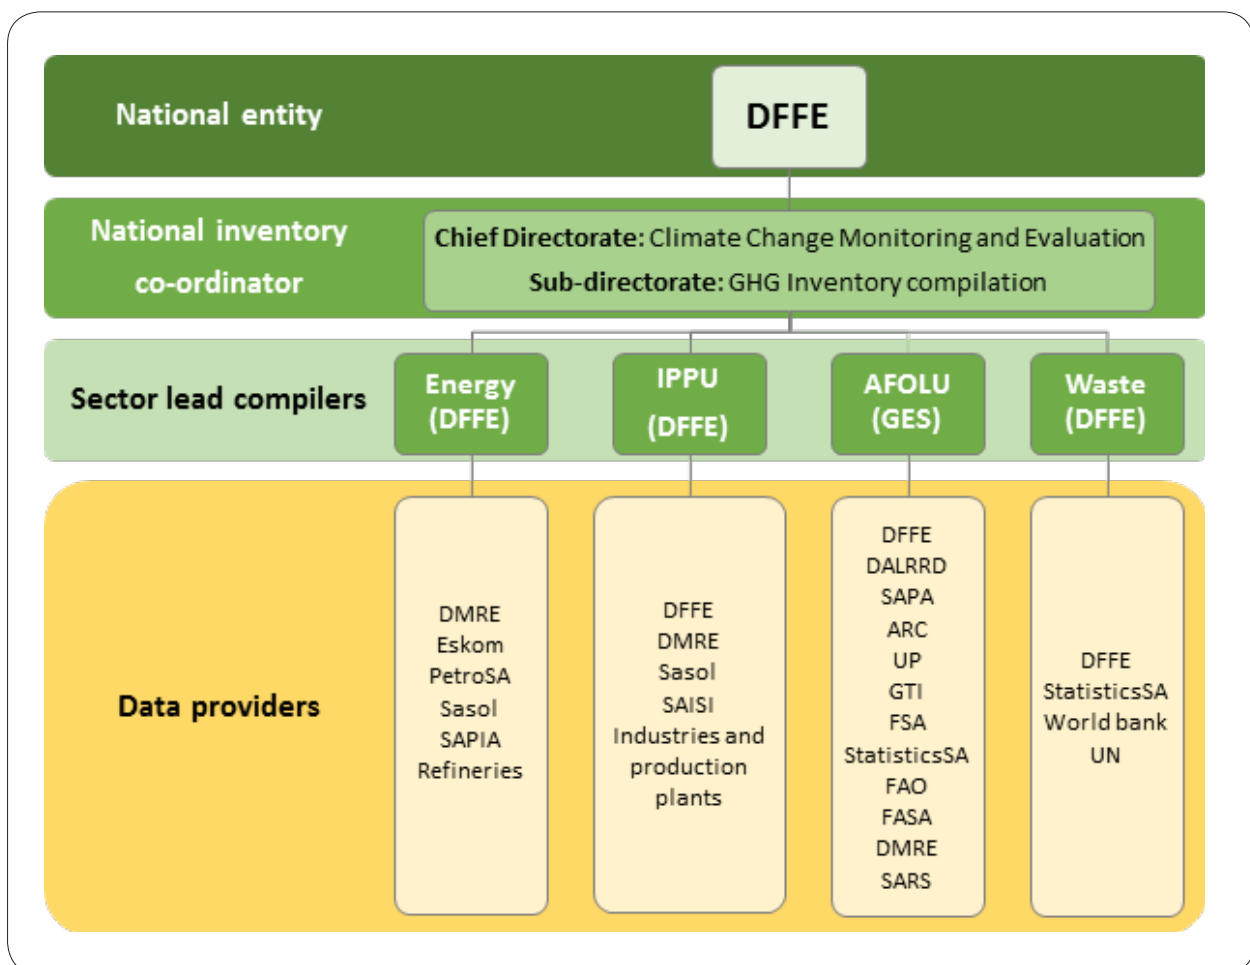 National entity
DFFE
National inventory
co-ordinator
Chief Directorate: Climate Change Monitoring and Evaluation
Sub-directorate: GHG Inventory compilation
Sector lead compilers
Energy
(DFFE)
IPPU
(DFFE)
AFOLU
(GES)
Waste
(DFFE)
Data providers
DMRE
Eskom
PetroSA
Sasol
SAPIA
Refineries
DFFE
DMRE
Sasol
SAISI
Industries and
production
plants
DFFE
DALRRD
SAPA
ARC
UP
GTI
FSA
StatisticsSA
FAO
FASA
DMRE
SARS
DFFE
StatisticsSA
World bank
UN